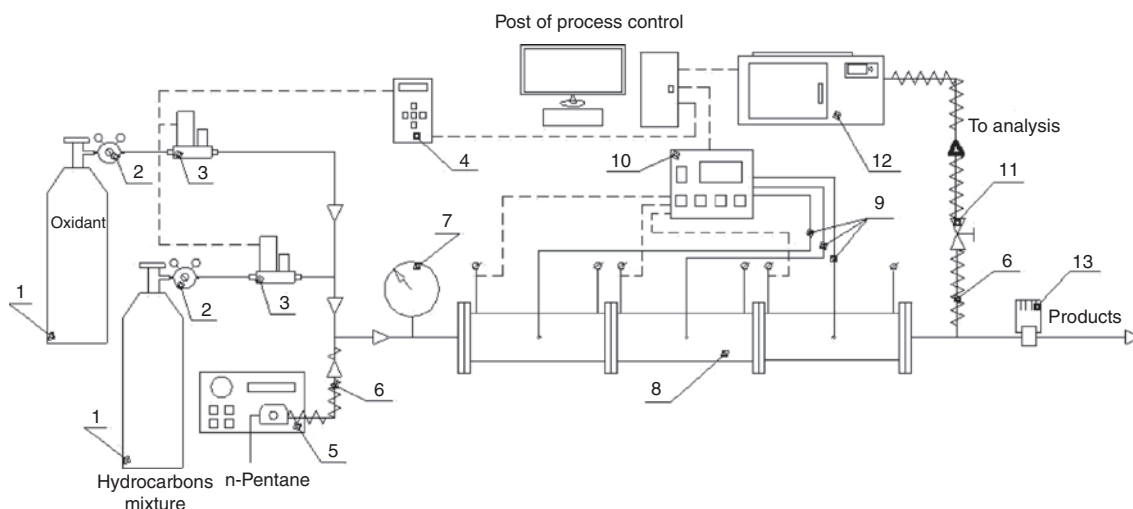 Post of process control
To analysis
Oxidant
2
3
4
10
12
11
9
7
1
2
3
6
13
Products
8
6
1
5
n-Pentane
Hydrocarbons
mixture